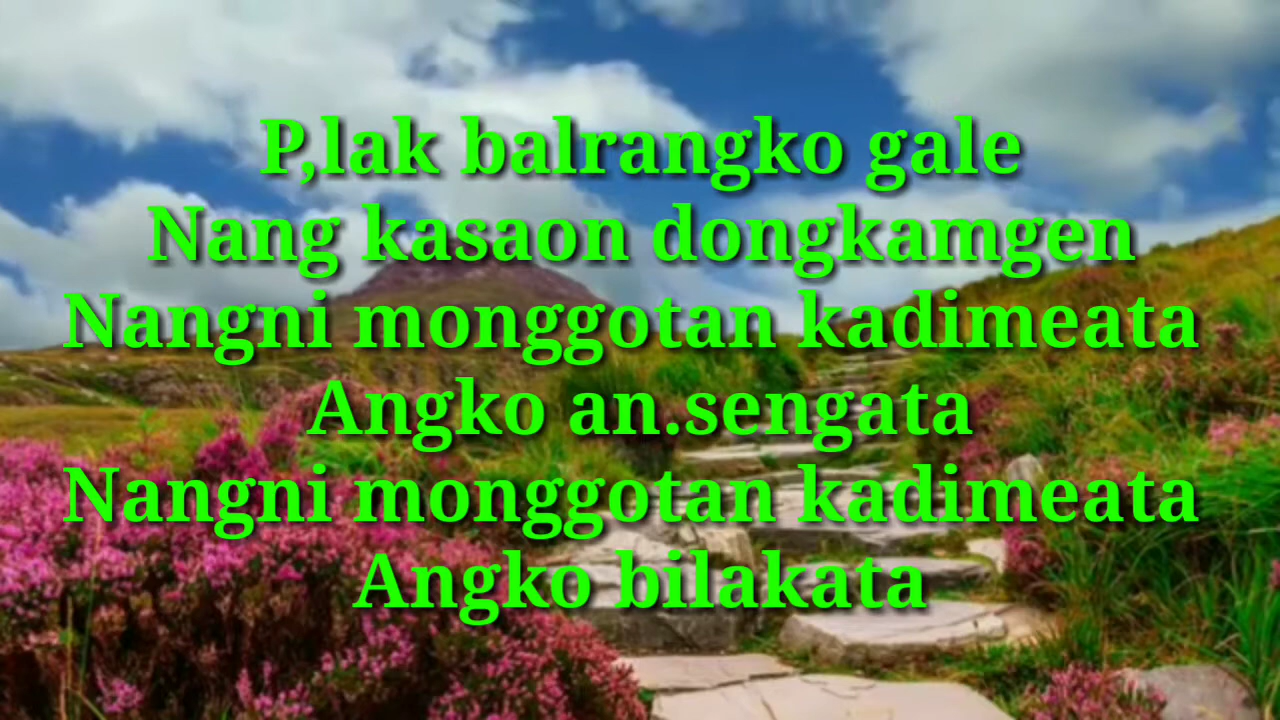 P,lak balrangko gale
Nang kasaon dongkamgen
Nangni monggotan kadimeata
Angko an.sengata
Nangni monggotan kadimeata
Angko bilakata